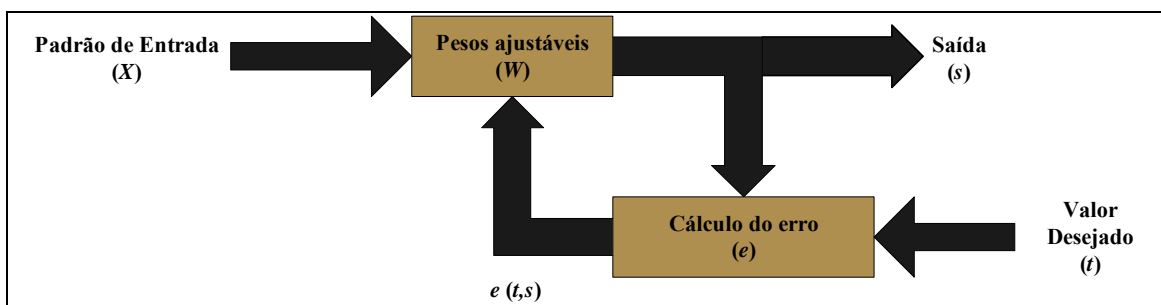 Padrão de Entrada
(X)
Pesos ajustáveis
(W)
Saída
(s)
Cálculo do erro
(e)
Valor
Desejado
(t)
e (t,s)